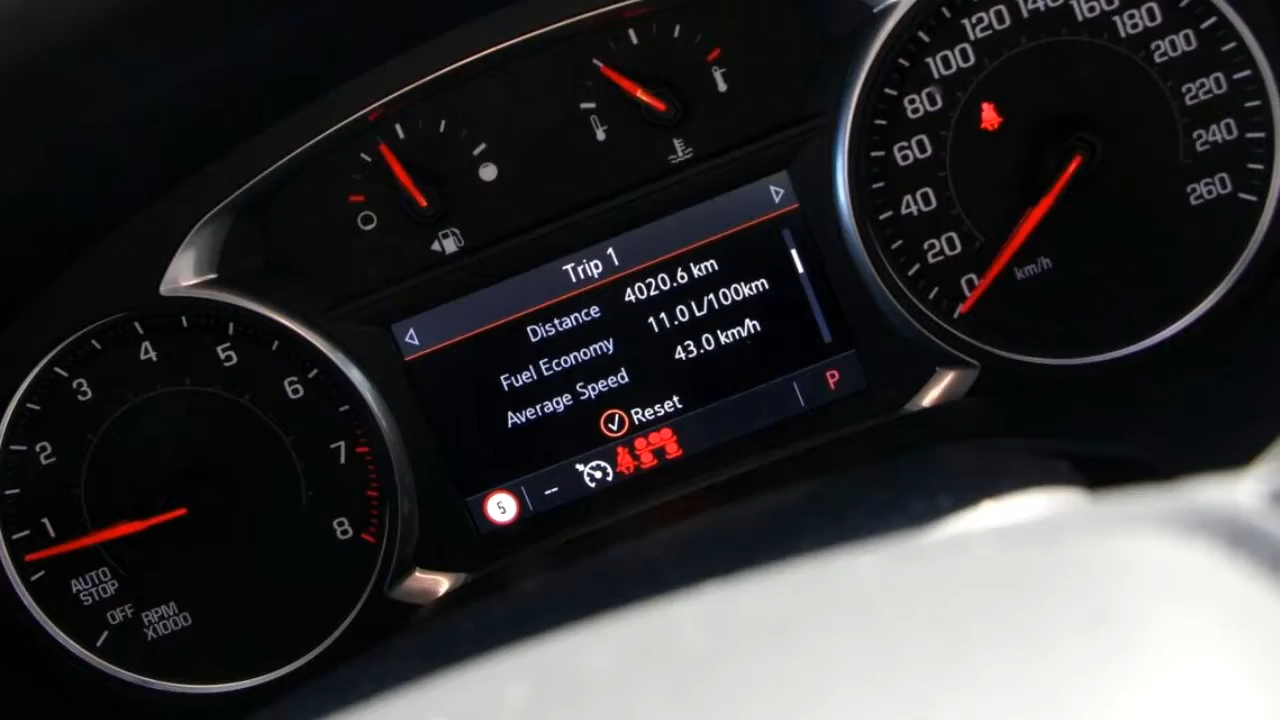 120 140 160 180 200 220 240 260
100
80
60
40
20
0
km/h
Trip 1
Distance 4020.6 km
Fuel Economy 11.0 L/100km
Average Speed 43.0 km/h
Reset
P
5 --
1 2 3 4 5 6 7 8
AUTO
STOP
OFF
RPM
X1000